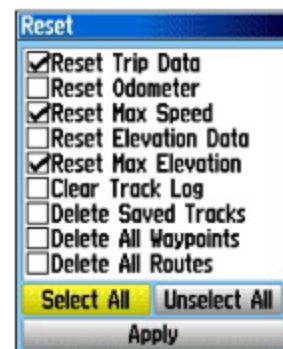 Reset
Reset Trip Data
Reset Odometer
Reset Max Speed
Reset Elevation Data
Reset Max Elevation
Clear Track Log
Delete Saved Tracks
Delete All Waypoints
Delete All Routes
Select All Unselect All
Apply